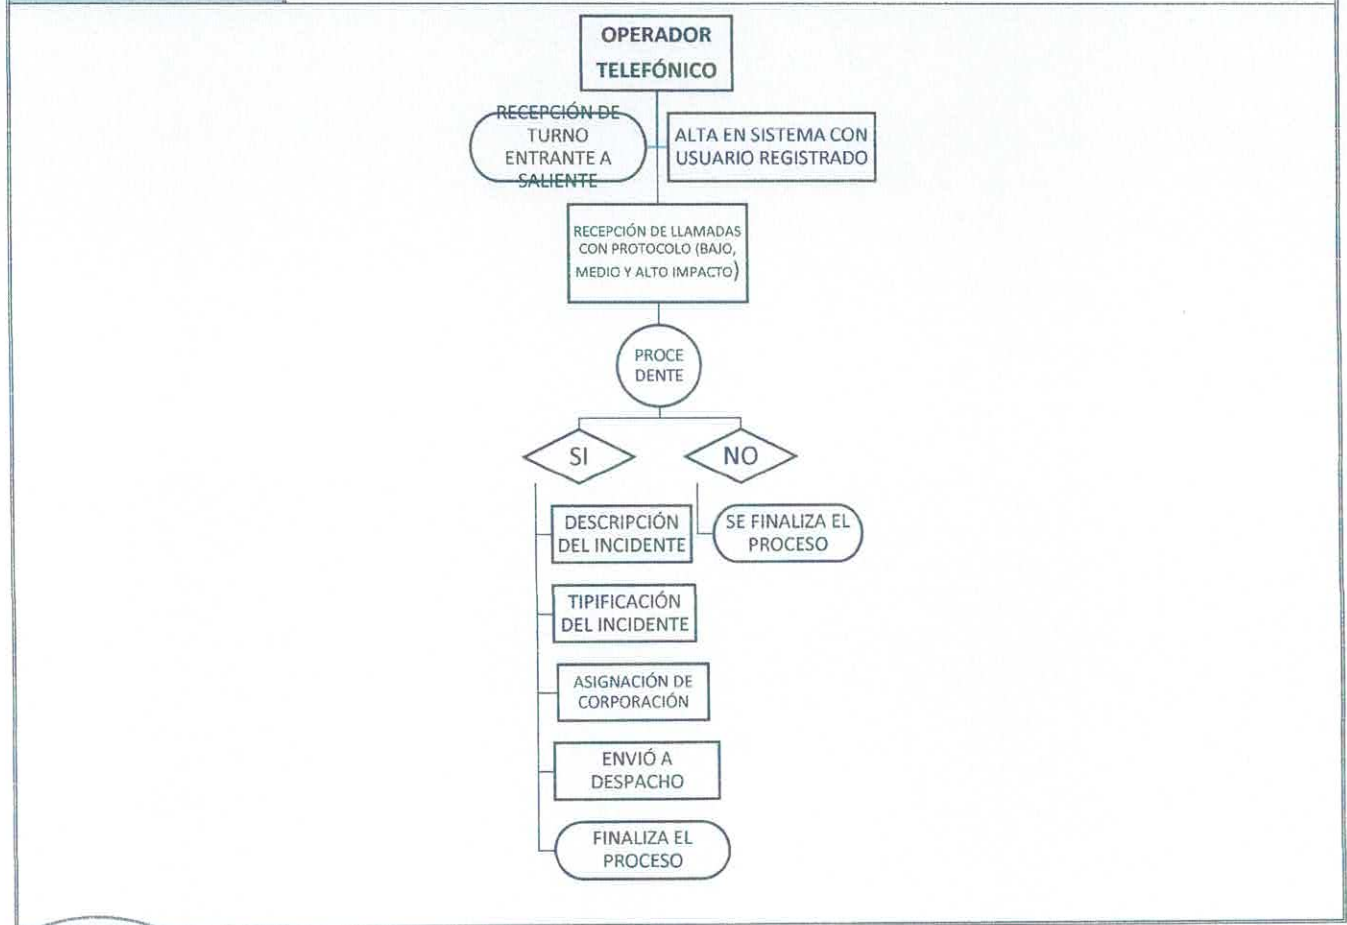 OPERADOR
TELEFÓNICO
RECEPCIÓN DE
TURNO
ENTRANTE A
SALIENTE
ALTA EN SISTEMA CON
USUARIO REGISTRADO
RECEPCIÓN DE LLAMADAS
CON PROTOCOLO (BAJO,
MEDIO Y ALTO IMPACTO)
PROCE
DENTE
SI
NO
DESCRIPCIÓN
DEL INCIDENTE
SE FINALIZA EL
PROCESO
TIPIFICACIÓN
DEL INCIDENTE
ASIGNACIÓN DE
CORPORACIÓN
ENVIÓ A
DESPACHO
FINALIZA EL
PROCESO